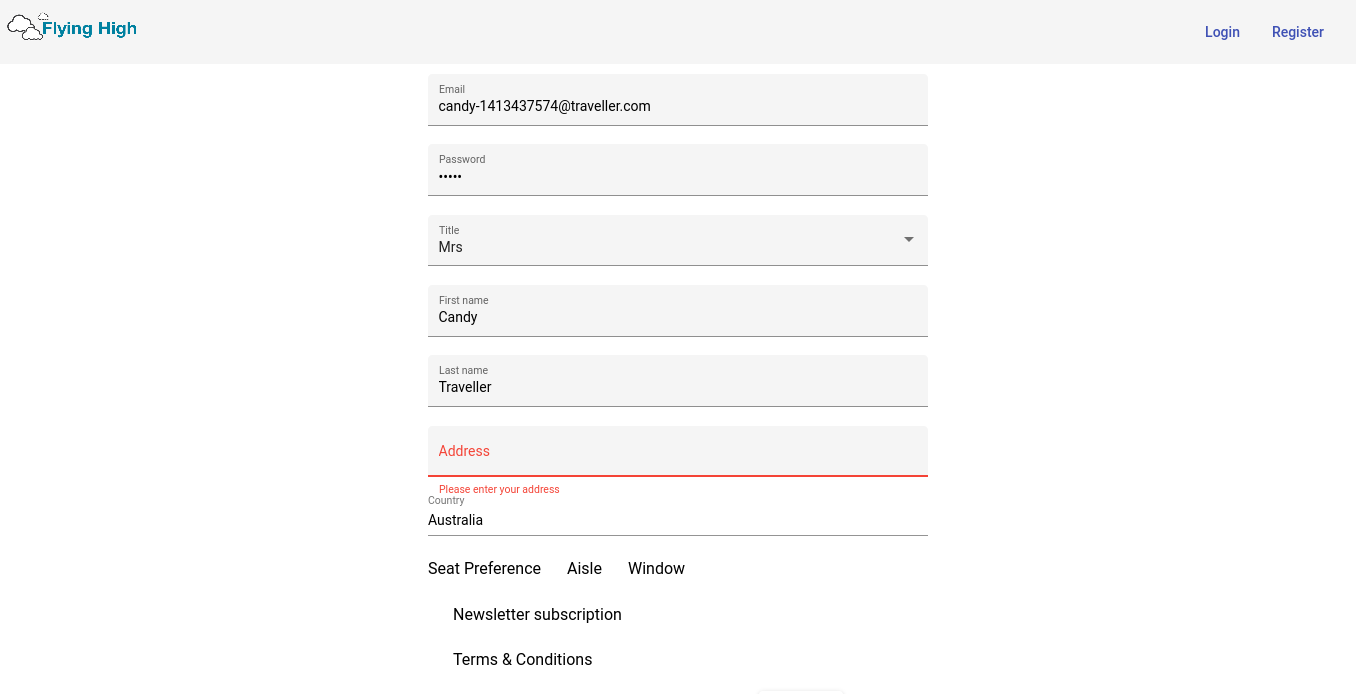 Flying High
Login Register
Email
candy-1413437574@traveller.com
Password
•••••
Title
Mrs
First name
Candy
Last name
Traveller
Address
Please enter your address
Country
Australia
Seat Preference Aisle Window
Newsletter subscription
Terms & Conditions